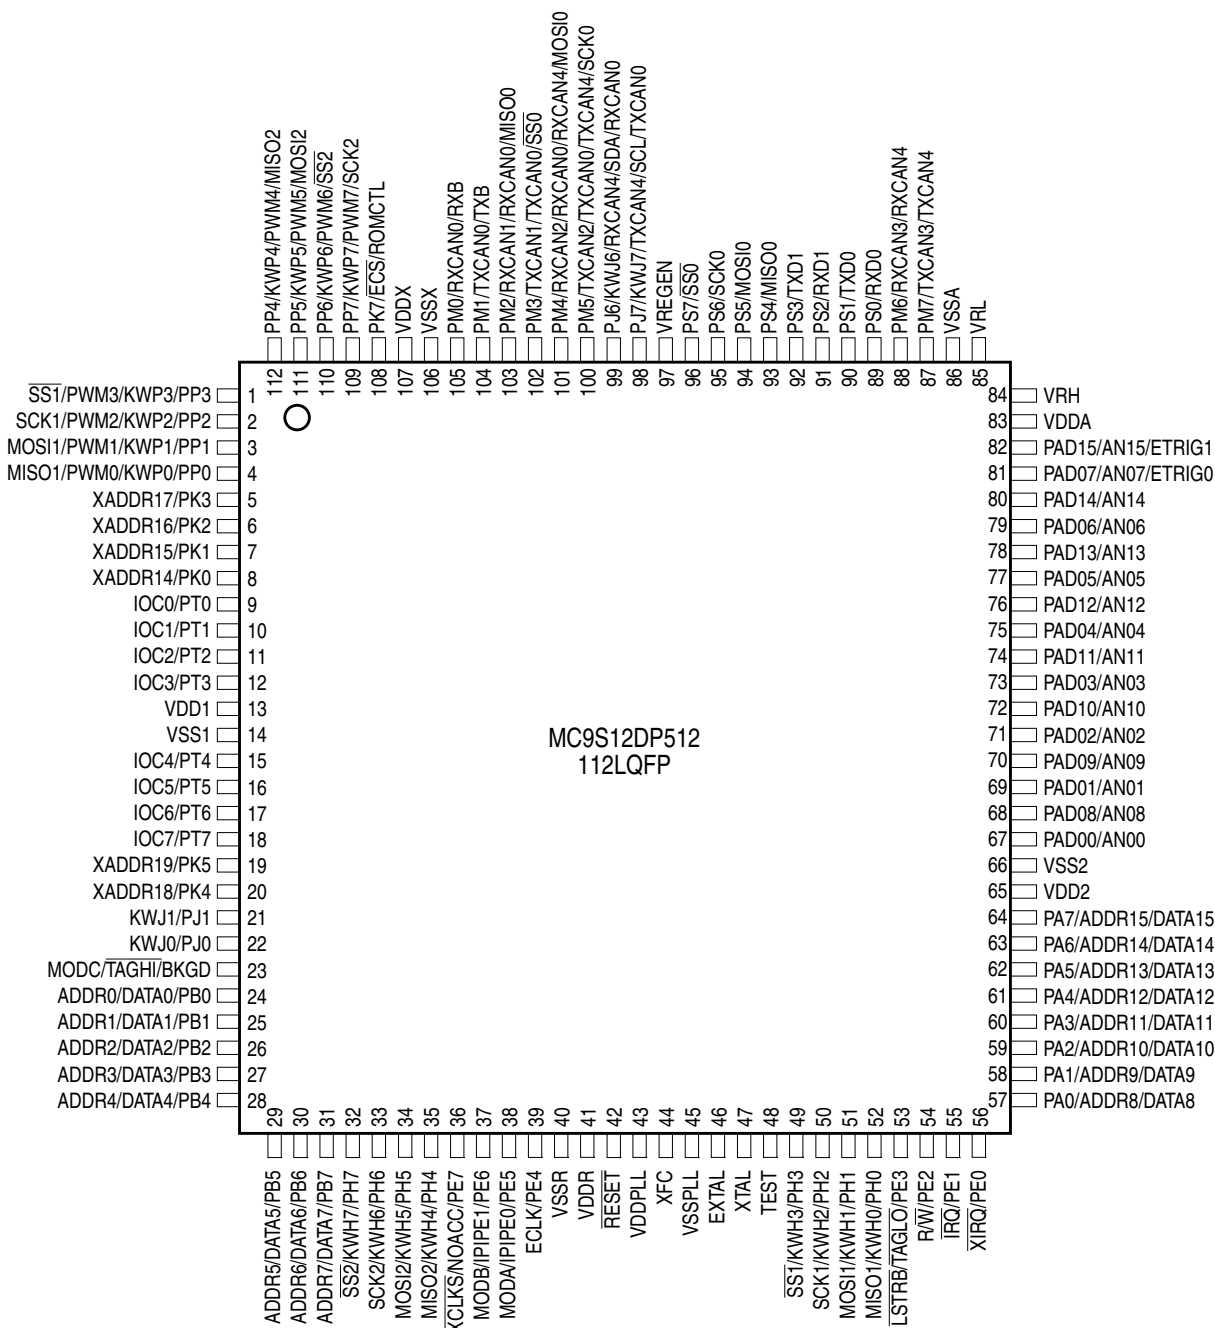 PP4/KWP4/PWM4/MISO2
PP5/KWP5/PWM5/MOSI2
PP6/KWP6/PWM6/SS2
PP7/KWP7/PWM7/SCK2
PK7/ECS/ROMCTL
VDDX
VSSX
PM0/RXCAN0/RXB
PM1/TXCAN0/TXB
PM2/RXCAN1/RXCAN0/MISO0
PM3/TXCAN1/TXCAN0/SS0
PM4/RXCAN2/RXCAN0/RXCAN4/MOSI0
PM5/TXCAN2/TXCAN0/TXCAN4/SCK0
PJ6/KWJ6/RXCAN4/SDA/RXCAN0
PJ7/KWJ7/TXCAN4/SCL/TXCAN0
VREGEN
PS7/SS0
PS6/SCK0
PS5/MOSI0
PS4/MISO0
PS3/TXD1
PS2/RXD1
PS1/TXD0
PS0/RXD0
PM6/RXCAN3/RXCAN4
PM7/TXCAN3/TXCAN4
VSSA
VRL
112
111
110
109
108
107
106
105
104
103
102
101
100
99
98
97
96
95
94
93
92
91
90
89
88
87
86
85
SS1/PWM3/KWP3/PP3 1
SCK1/PWM2/KWP2/PP2 2
MOSI1/PWM1/KWP1/PP1 3
MISO1/PWM0/KWP0/PP0 4
XADDR17/PK3 5
XADDR16/PK2 6
XADDR15/PK1 7
XADDR14/PK0 8
IOC0/PT0 9
IOC1/PT1 10
IOC2/PT2 11
IOC3/PT3 12
VDD1 13
VSS1 14
IOC4/PT4 15
IOC5/PT5 16
IOC6/PT6 17
IOC7/PT7 18
XADDR19/PK5 19
XADDR18/PK4 20
KWJ1/PJ1 21
KWJ0/PJ0 22
MODC/TAGHI/BKGD 23
ADDR0/DATA0/PB0 24
ADDR1/DATA1/PB1 25
ADDR2/DATA2/PB2 26
ADDR3/DATA3/PB3 27
ADDR4/DATA4/PB4 28
MC9S12DP512
112LQFP
84 VRH
83 VDDA
82 PAD15/AN15/ETRIG1
81 PAD07/AN07/ETRIG0
80 PAD14/AN14
79 PAD06/AN06
78 PAD13/AN13
77 PAD05/AN05
76 PAD12/AN12
75 PAD04/AN04
74 PAD11/AN11
73 PAD03/AN03
72 PAD10/AN10
71 PAD02/AN02
70 PAD09/AN09
69 PAD01/AN01
68 PAD08/AN08
67 PAD00/AN00
66 VSS2
65 VDD2
64 PA7/ADDR15/DATA15
63 PA6/ADDR14/DATA14
62 PA5/ADDR13/DATA13
61 PA4/ADDR12/DATA12
60 PA3/ADDR11/DATA11
59 PA2/ADDR10/DATA10
58 PA1/ADDR9/DATA9
57 PA0/ADDR8/DATA8
29
30
31
32
33
34
35
36
37
38
39
40
41
42
43
44
45
46
47
48
49
50
51
52
53
54
55
56
ADDR5/DATA5/PB5
ADDR6/DATA6/PB6
ADDR7/DATA7/PB7
SS2/KWH7/PH7
SCK2/KWH6/PH6
MOSI2/KWH5/PH5
MISO2/KWH4/PH4
XCLKS/NOACC/PE7
MODB/IPIPE1/PE6
MODA/IPIPE0/PE5
ECLK/PE4
VSSR
VDDR
RESET
VDDPLL
XFC
VSSPLL
EXTAL
XTAL
TEST
SS1/KWH3/PH3
SCK1/KWH2/PH2
MOSI1/KWH1/PH1
MISO1/KWH0/PH0
LSTRB/TAGLO/PE3
R/W/PE2
IRQ/PE1
XIRQ/PE0